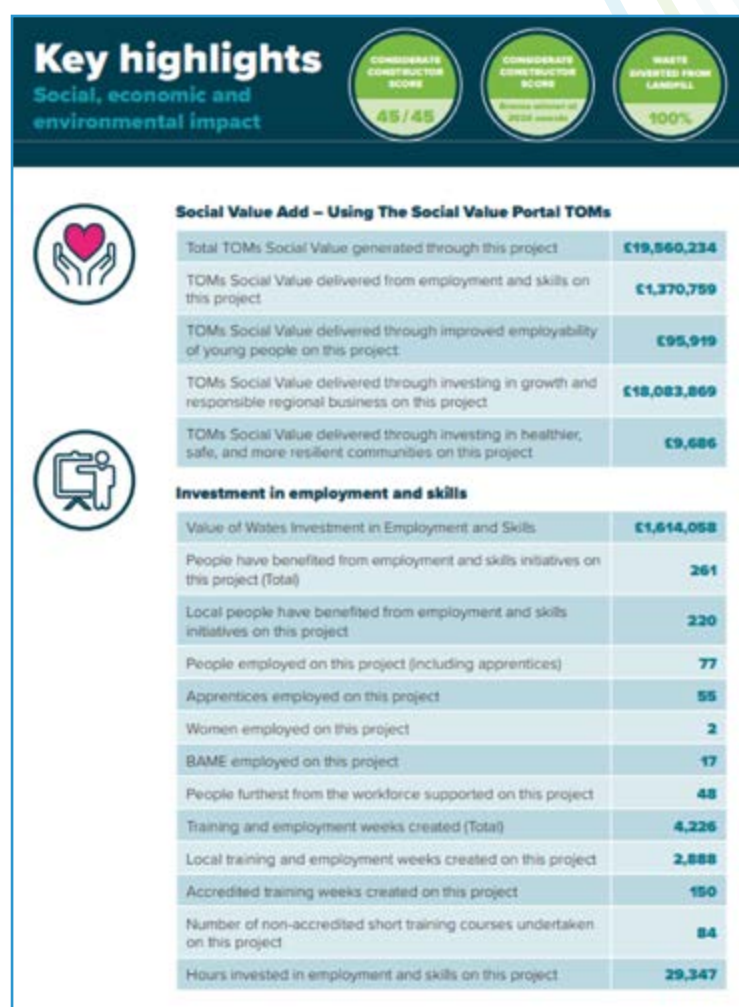 Key highlights
Social, economic and
environmental impact
CONSIDERATE
CONSTRUCTOR
SCORE
45/45
CONSIDERATE
CONSTRUCTOR
SCORE
Bronze winner at
2020 awards
WASTE
DIVERTED FROM
LANDFILL
100%
Social Value Add – Using The Social Value Portal TOMs
Total TOMs Social Value generated through this project £19,560,234
TOMs Social Value delivered from employment and skills on
this project £1,370,759
TOMs Social Value delivered through improved employability
of young people on this project £95,919
TOMs Social Value delivered through investing in growth and
responsible regional business on this project £18,083,869
TOMs Social Value delivered through investing in healthier,
safe, and more resilient communities on this project £9,686
Investment in employment and skills
Value of Wates Investment in Employment and Skills £1,614,058
People have benefited from employment and skills initiatives on
this project (Total) 261
Local people have benefited from employment and skills
initiatives on this project 220
People employed on this project (including apprentices) 77
Apprentices employed on this project 55
Women employed on this project 2
BAME employed on this project 17
People furthest from the workforce supported on this project 48
Training and employment weeks created (Total) 4,226
Local training and employment weeks created on this project 2,888
Accredited training weeks created on this project 150
Number of non-accredited short training courses undertaken
on this project 84
Hours invested in employment and skills on this project 29,347